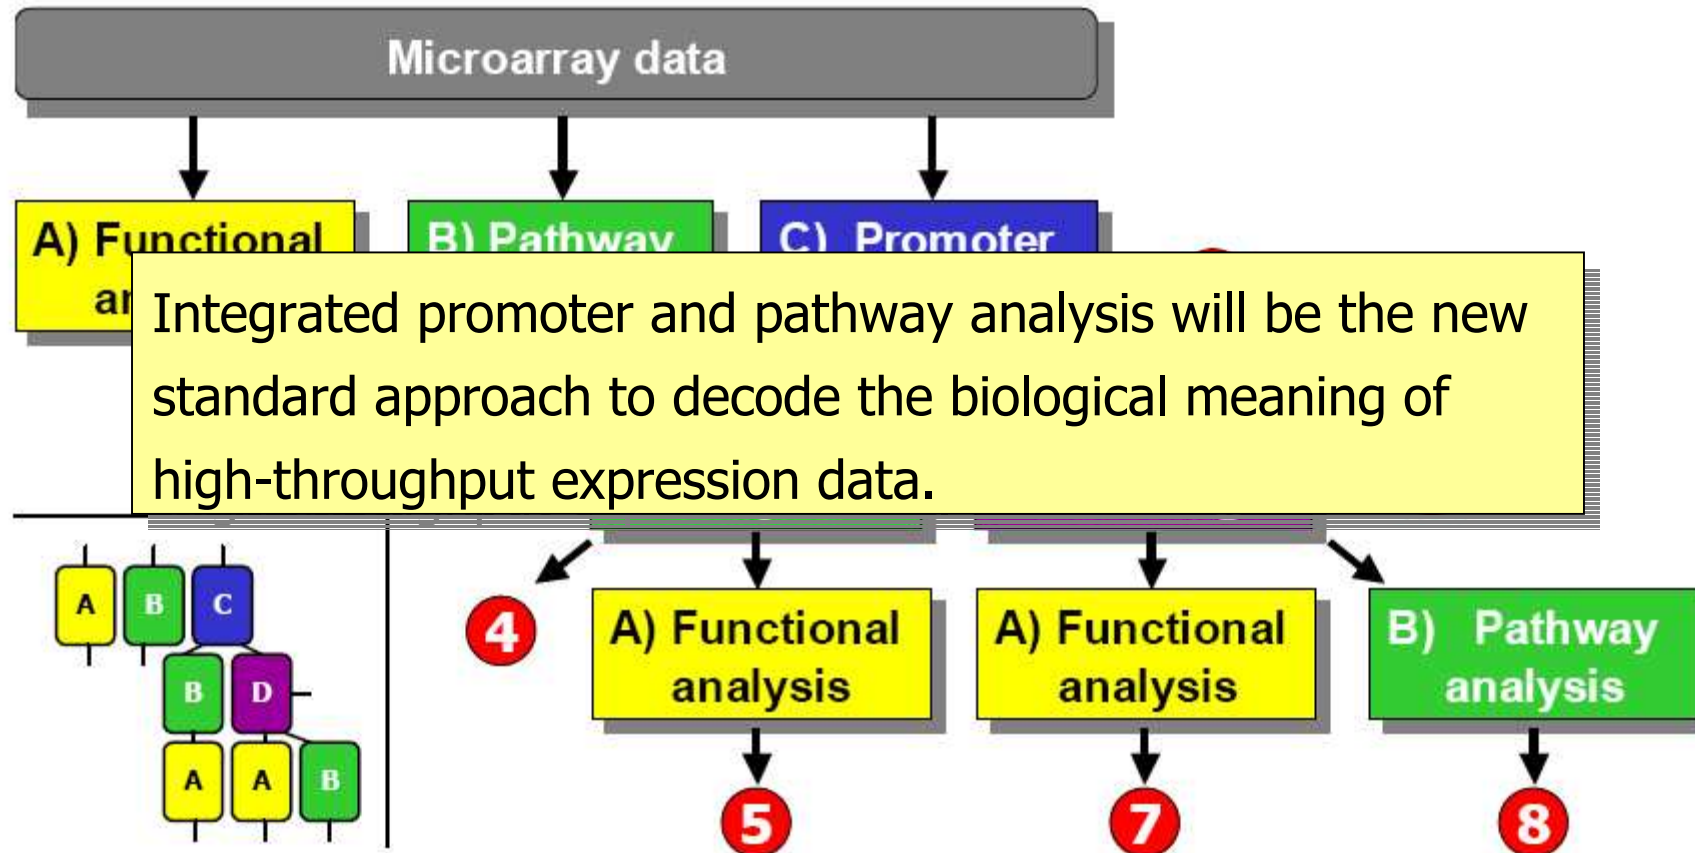 Microarray data
A) Functional
B) Pathway
C) Promoter
Integrated promoter and pathway analysis will be the new
standard approach to decode the biological meaning of
high-throughput expression data.
A B C
B D
A A B
4
A) Functional
analysis
A) Functional
analysis
B) Pathway
analysis
5
7
8